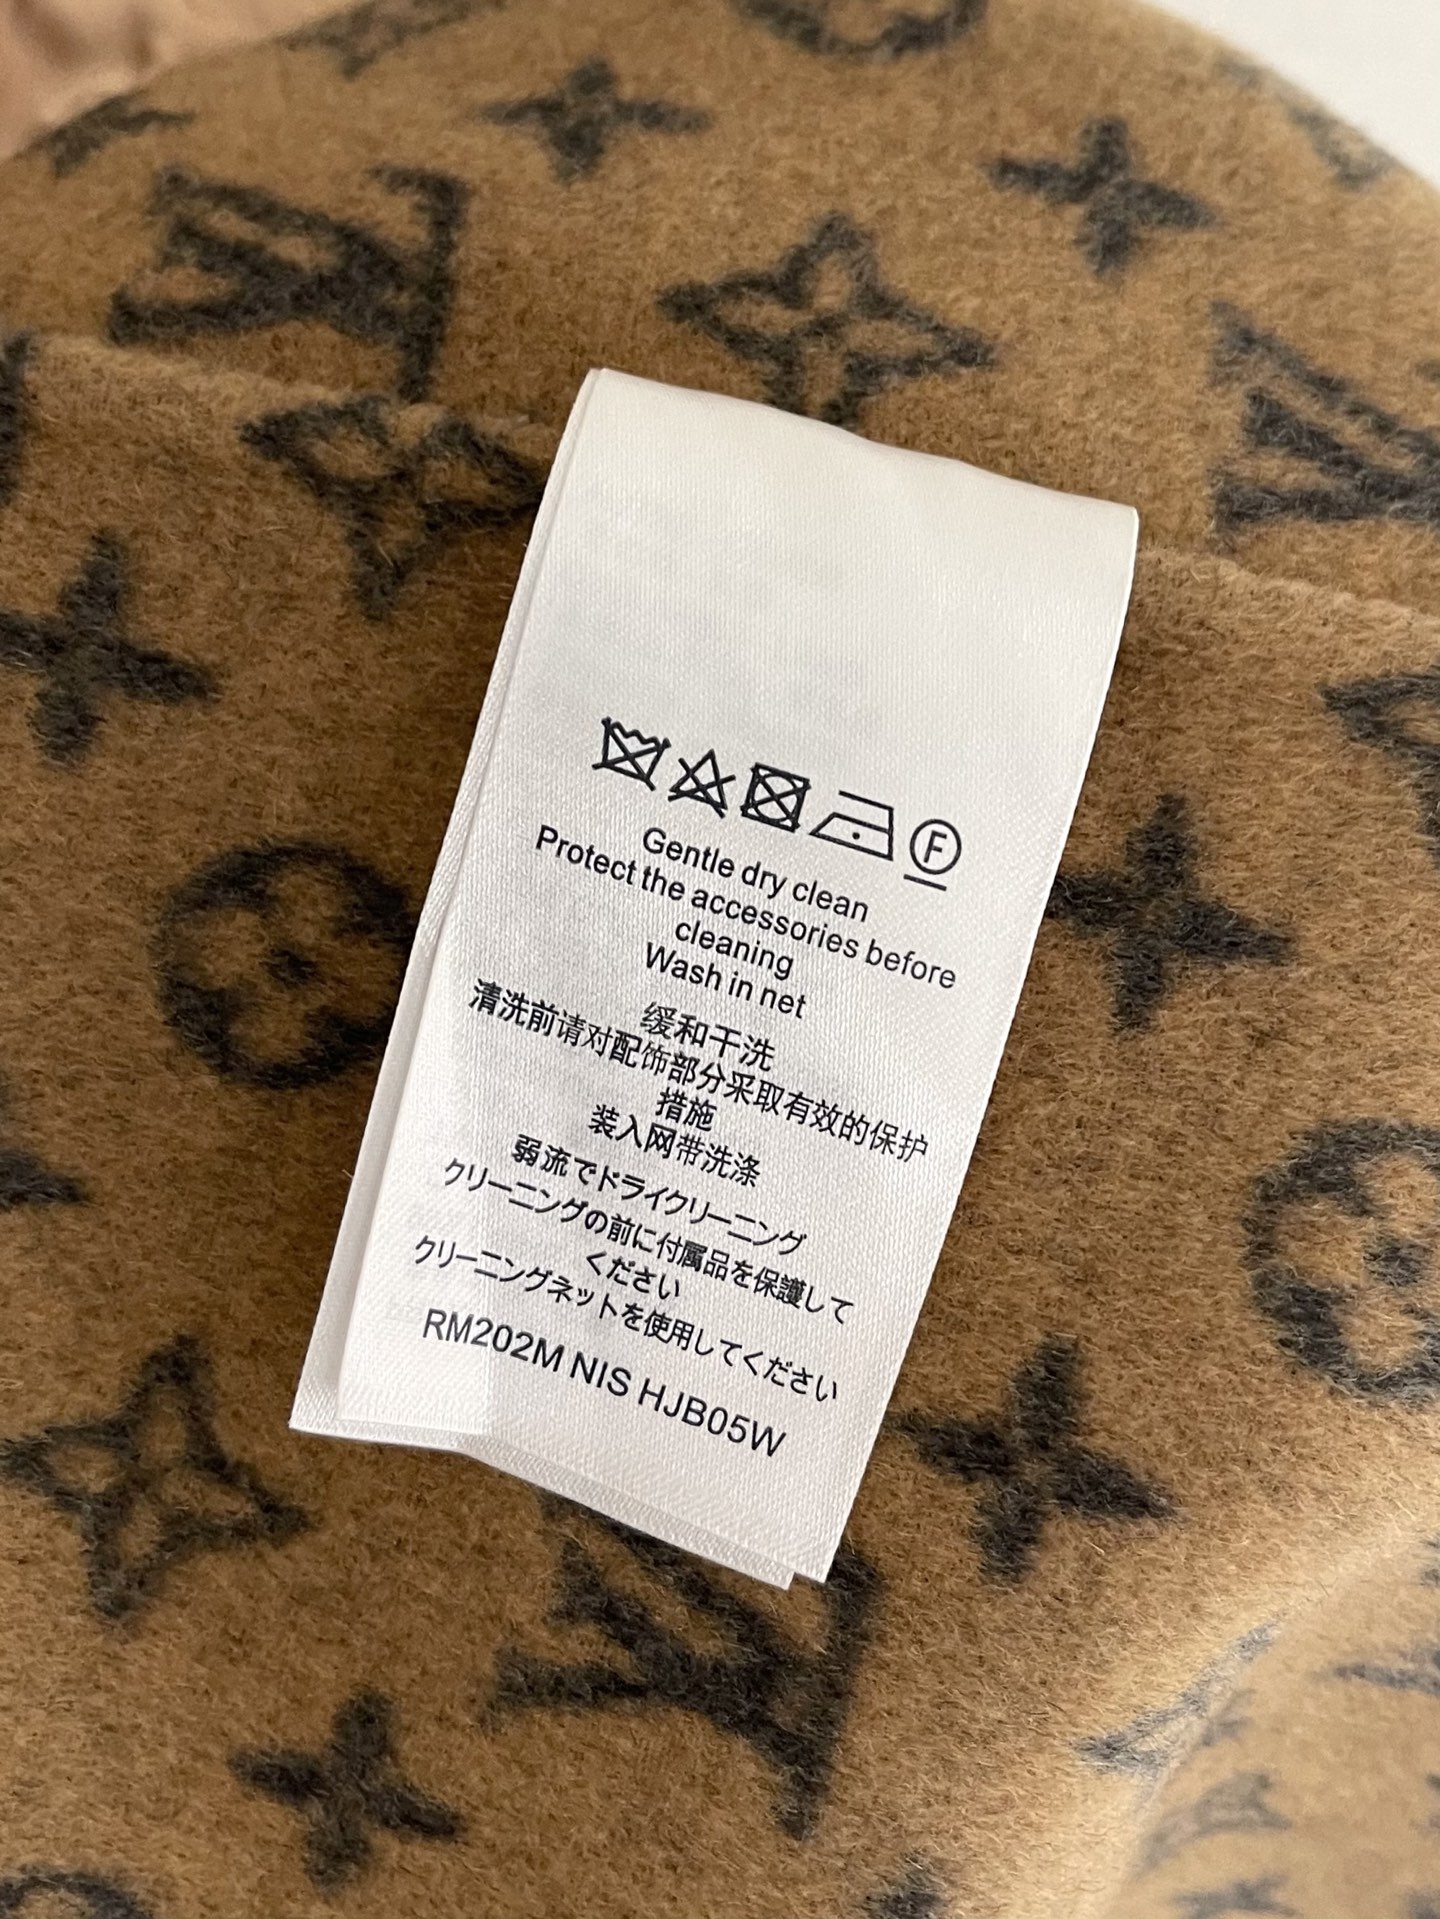 F
Gentle dry clean
Protect the accessories before
cleaning
Wash in net
缓和干洗
清洗前请对配饰部分采取有效的保护
措施
装入网带洗涤
弱流でドライクリーニング
クリーニングの前に付属品を保護して
ください
クリーニングネットを使用してください
RM202M NIS HJB05W